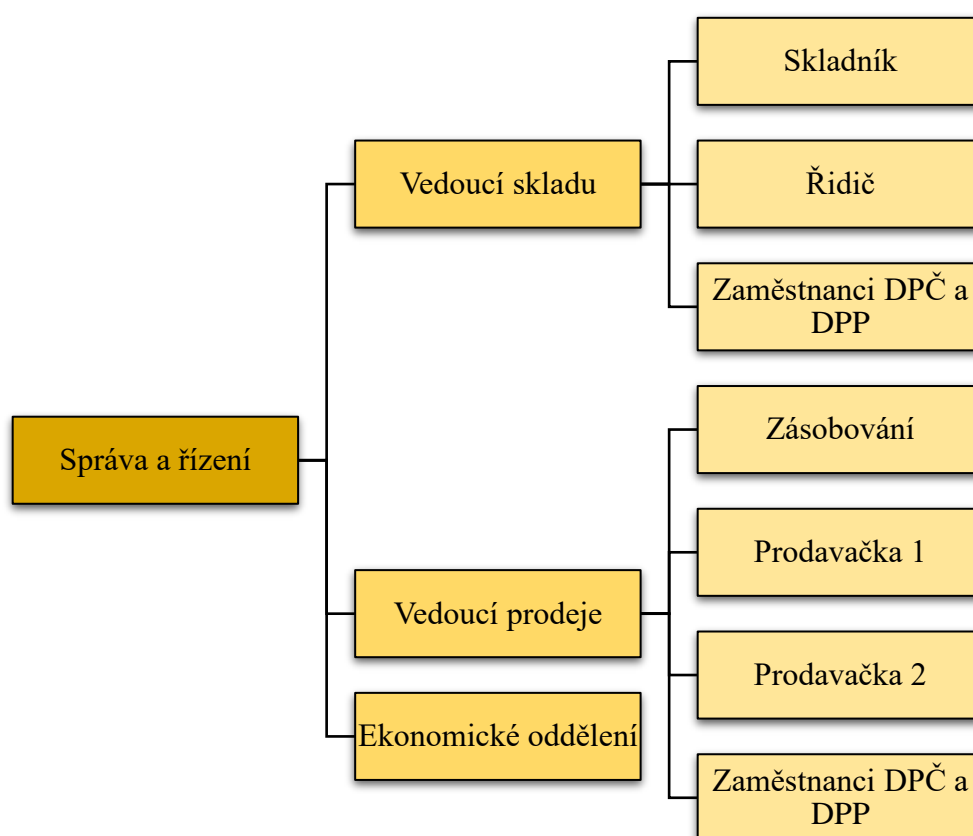 Skladník
Vedoucí skladu
Řidič
Zaměstnanci DPČ a
DPP
Správa a řízení
Zásobování
Prodavačka 1
Vedoucí prodeje
Prodavačka 2
Ekonomické oddělení
Zaměstnanci DPČ a
DPP